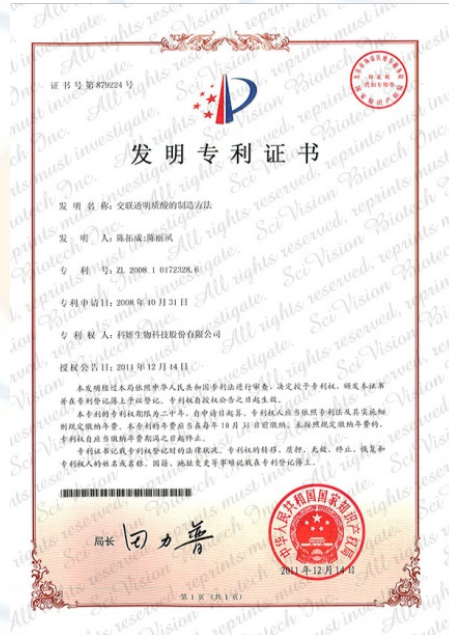 证书号第879224号
发明专利证书
发明名称:交联透明质酸的制造方法
发明人:陈拓成;陈丽斌
专利号:ZL 2008 1 0172328.6
专利申请日:2008年10月31日
专利权人:科妍生物科技股份有限公司
授权公告日:2011年12月14日
本发明经过本局依照中华人民共和国专利法进行审查,决定授予专利权,颁发本证书
并在专利登记簿上予以登记。专利权自授权公告之日起生效。
本专利的专利权期限为二十年,自申请日起算。专利权人应当依照专利法及其实施细
则规定缴纳年费。本专利的年费应当在每年10月31日前缴纳。未按照规定缴纳年费的,
专利权自应当缴纳年费期满之日起终止。
专利证书记载专利权登记时的法律状况。专利权的转移、质押、无效、终止、恢复和
专利权人的姓名或名称、国籍、地址变更等事项记载在专利登记簿上。
局长 田力普
中华人民共和国国家知识产权局
2011年12月14日
第1页(共1页)
Sci Vision Biotech Inc. All rights reserved, reprints must investigate.